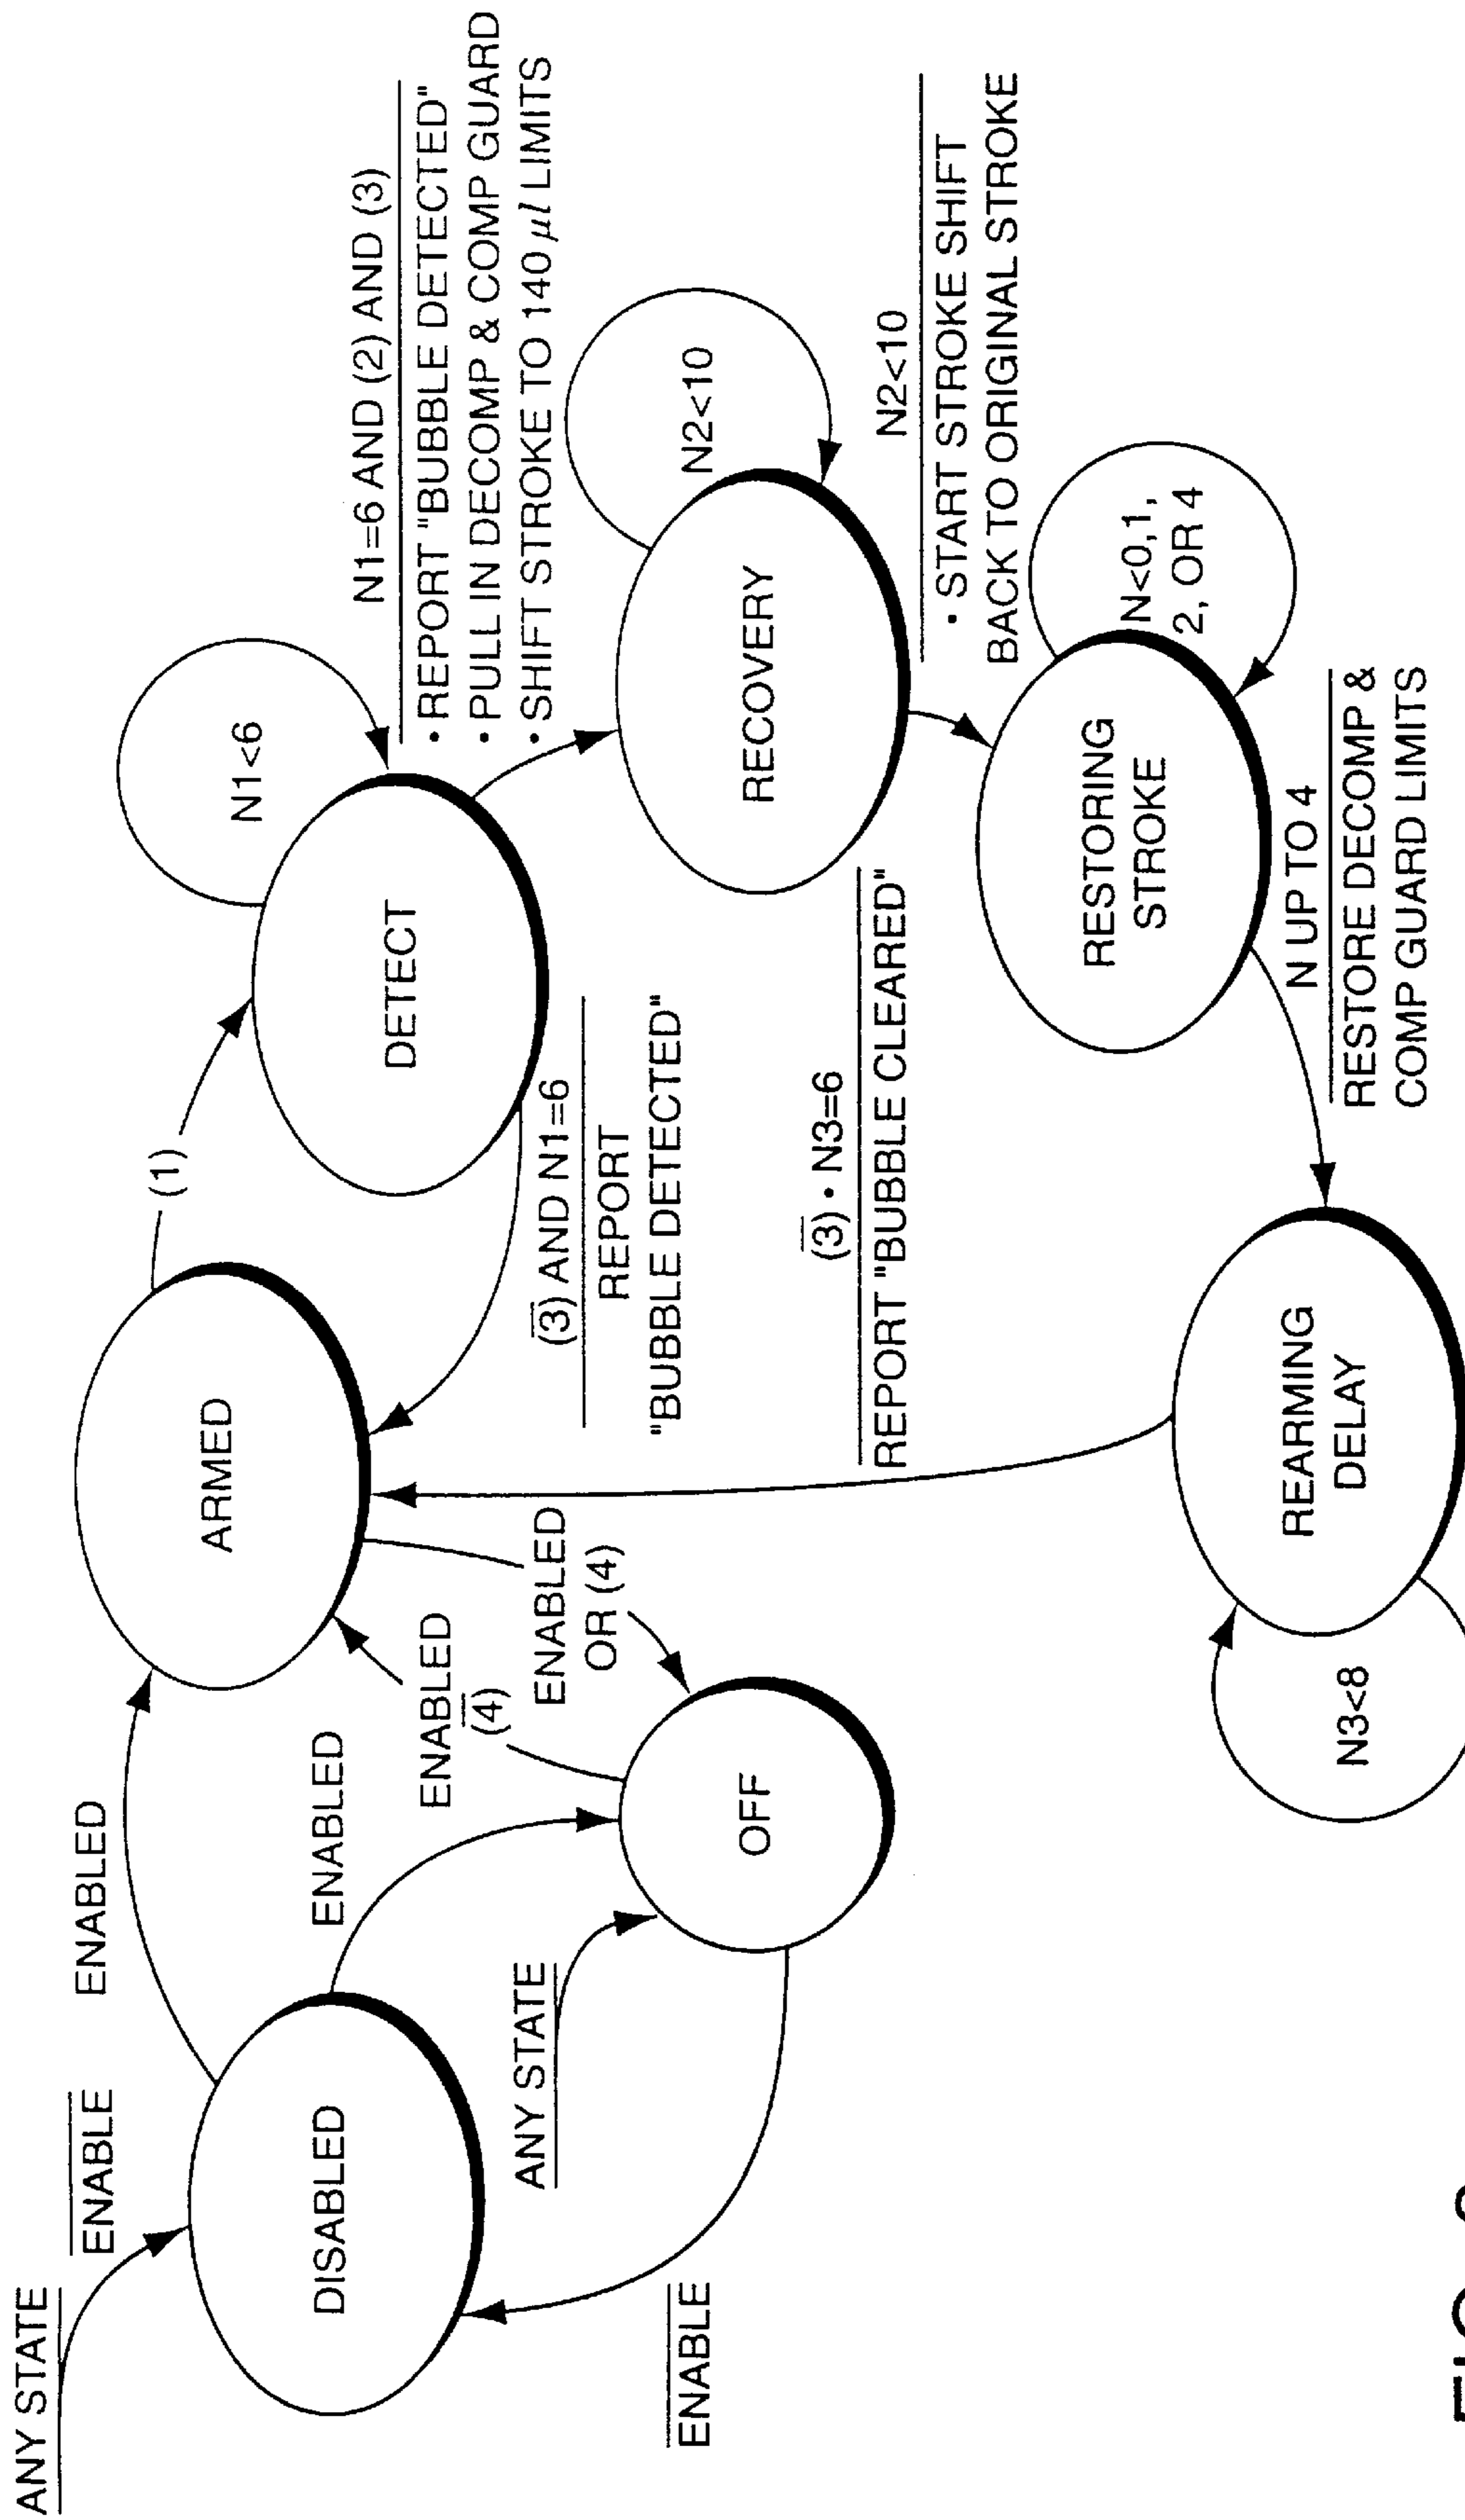 ANY STATE
E̅N̅A̅B̅L̅E̅
ENABLED
ARMED
(1)
DETECT
N1<6
N1=6 AND (2) AND (3)
• REPORT "BUBBLE DETECTED"
• PULL IN DECOMP & COMP GUARD
• SHIFT STROKE TO 140 µl LIMITS
DISABLED
ENABLED
ENABLED
(4̅)
ENABLED
OR (4)
(3̅) AND N1=6
REPORT
"BUBBLE DETECTED"
ANY STATE
OFF
E̅N̅A̅B̅L̅E̅
RECOVERY
N2<10
(3̅) • N3=6
REPORT "BUBBLE CLEARED"
N2<10
• START STROKE SHIFT
BACK TO ORIGINAL STROKE
RESTORING
STROKE
N<0,1,
2, OR 4
N UP TO 4
RESTORE DECOMP &
COMP GUARD LIMITS
REARMING
DELAY
N3<8